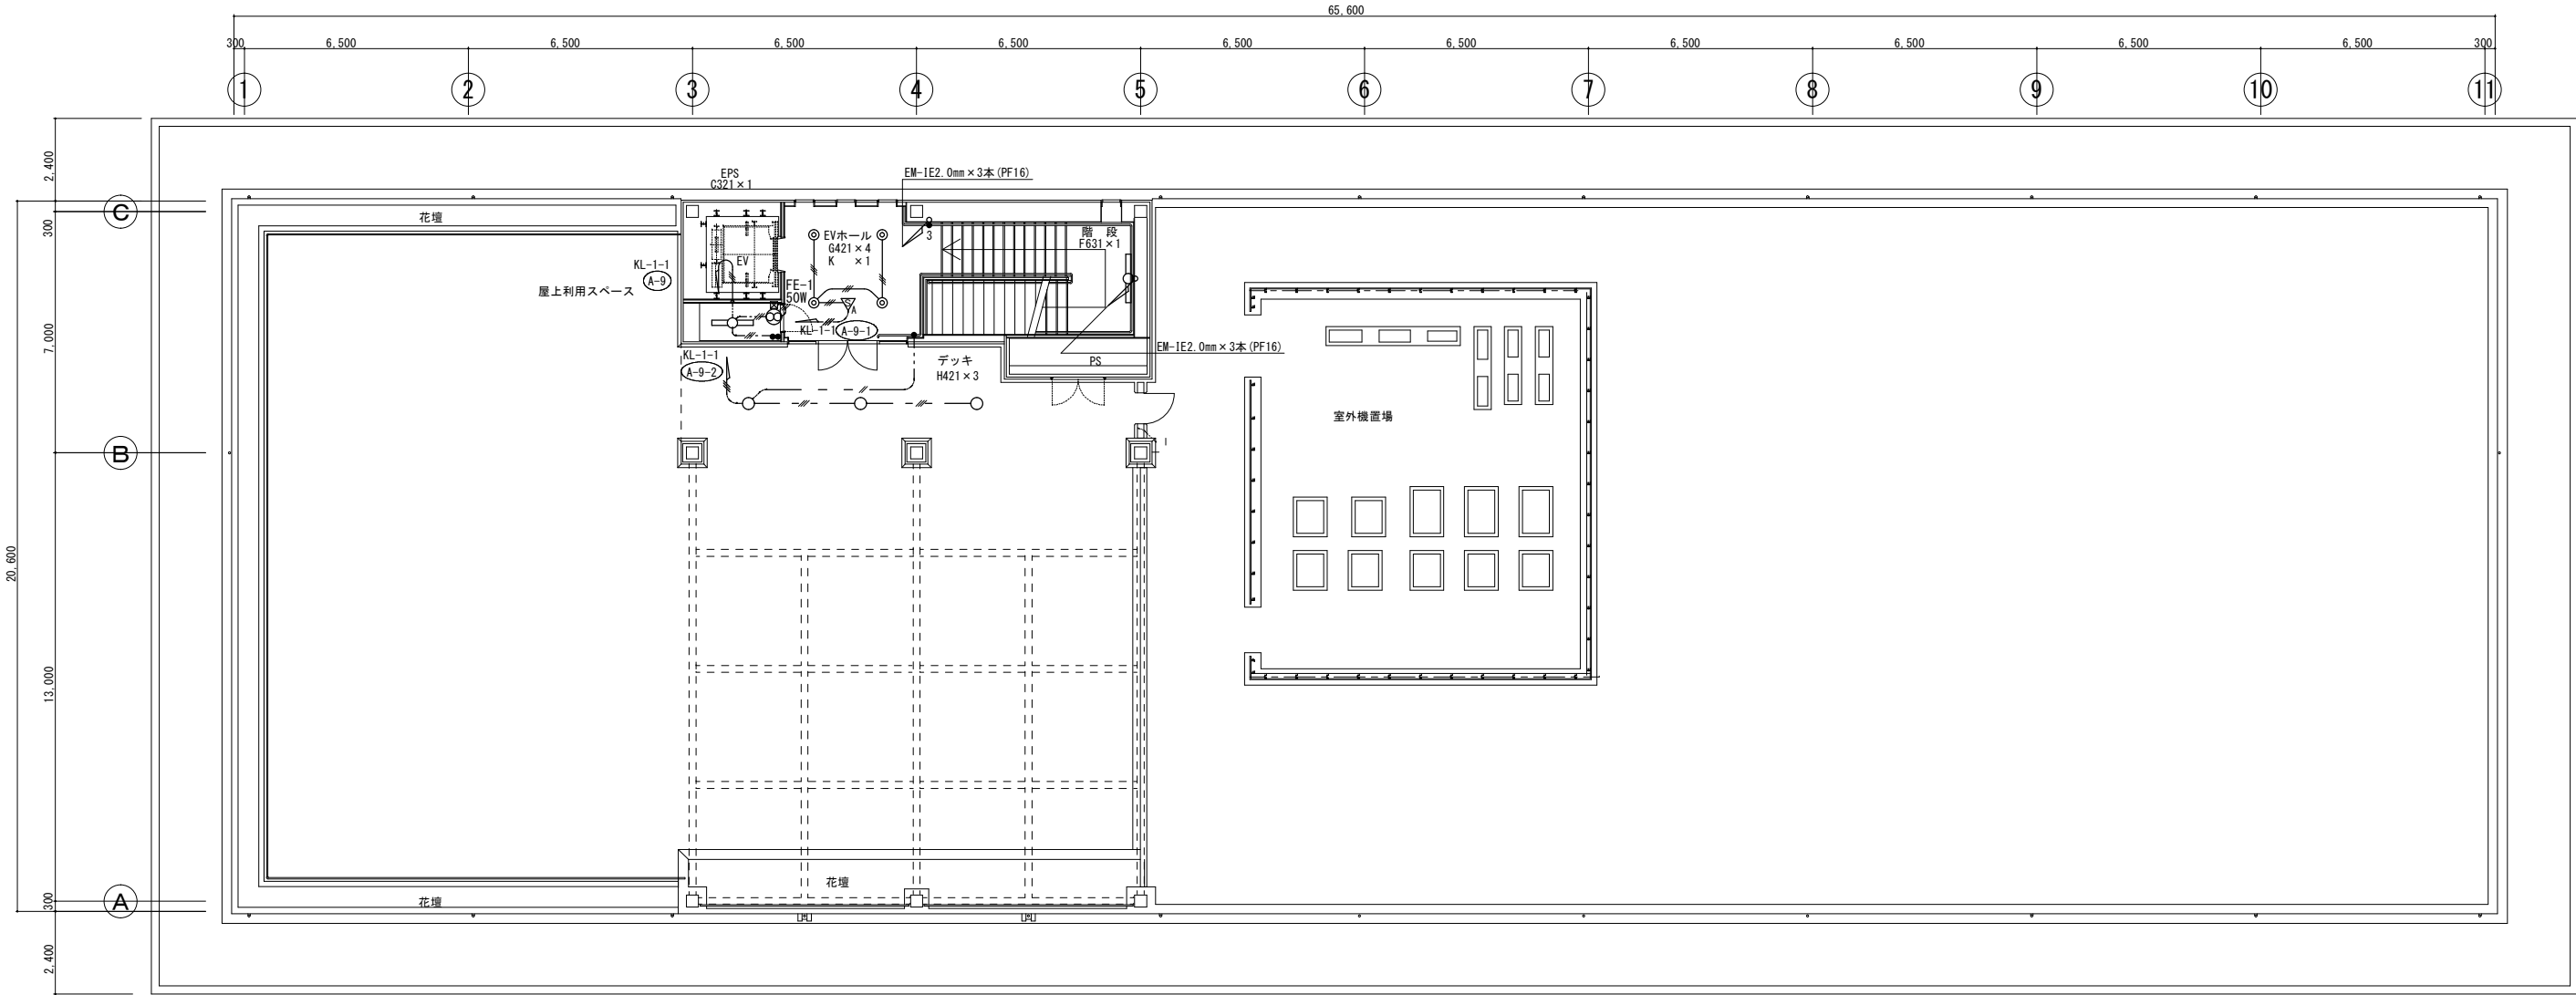 65,600
300 6,500 6,500 6,500 6,500 6,500 6,500 6,500 6,500 6,500 6,500 300
1 2 3 4 5 6 7 8 9 10 11
2,400
300
7,000
13,000
300
2,400
20,600
C
B
A
EPS
C321×1
EM-IE2.0mm×3本(PF16)
花壇
EVホール
G421×4
K ×1
3
階 段
F631×1
KL-1-1
A-9
EV
屋上利用スペース
FE-1
50W
S
A
KL-1-1
A-9-1
EM-IE2.0mm×3本(PF16)
KL-1-1
A-9-2
デッキ
H421×3
PS
室外機置場
花壇
花壇